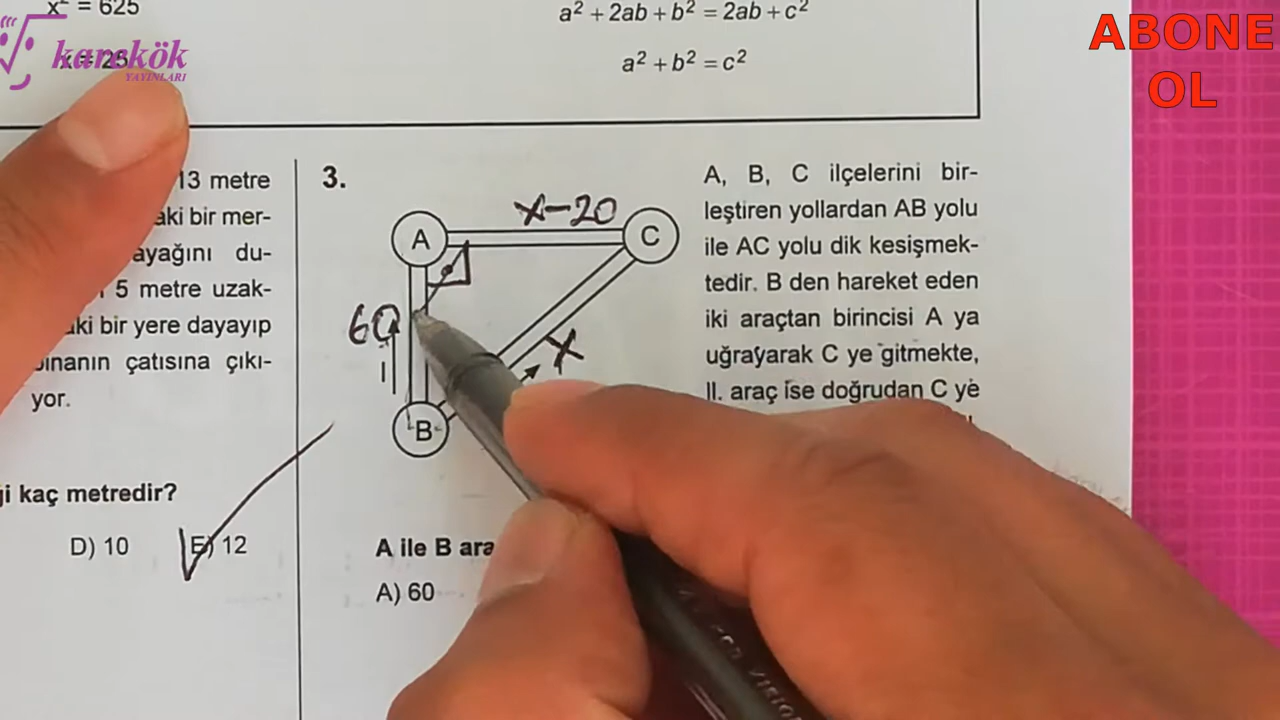 x² = 625
a² + 2ab + b² = 2ab + c²
a² + b² = c²
karekök
YAYINLARI
ABONE
OL
13 metre
aki bir mer-
ayağını du-
5 metre uzak-
ki bir yere dayayıp
binanın çatısına çıkı-
yor.
kaç metredir?
D) 10 E) 12
3.
x-20
A
C
60
x
I
B
A, B, C ilçelerini bir-
leştiren yollardan AB yolu
ile AC yolu dik kesişmek-
tedir. B den hareket eden
iki araçtan birincisi A ya
uğrayarak C ye gitmekte,
II. araç ise doğrudan C ye
A ile B ara
A) 60